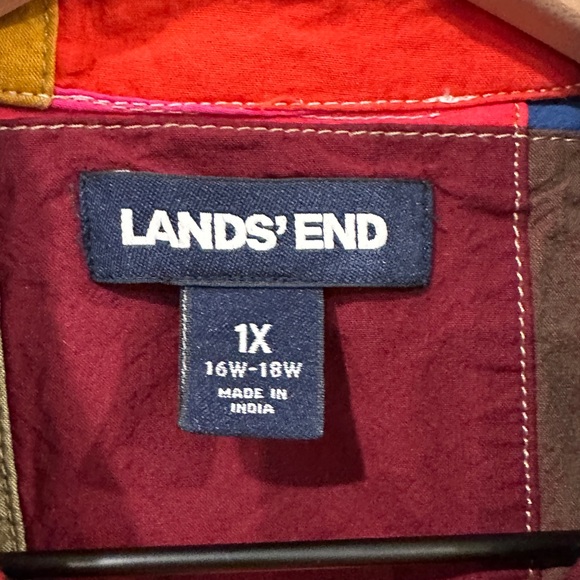 LANDS' END
1X
16W-18W
MADE IN
INDIA